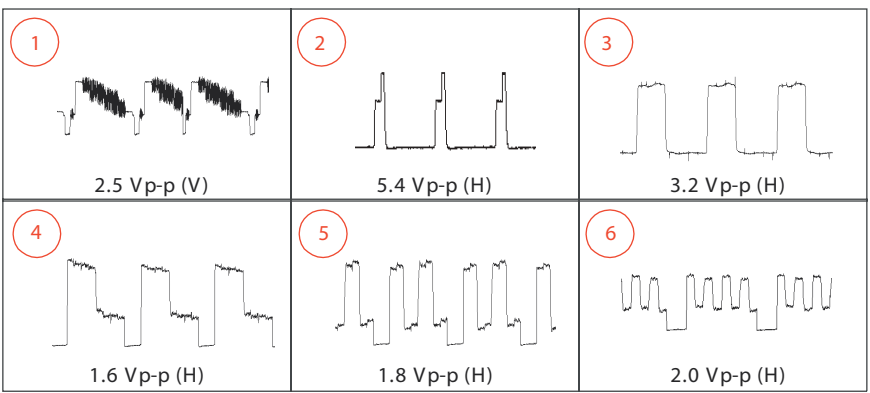 1
2
3
2.5 Vp-p (V)
5.4 Vp-p (H)
3.2 Vp-p (H)
4
5
6
1.6 Vp-p (H)
1.8 Vp-p (H)
2.0 Vp-p (H)